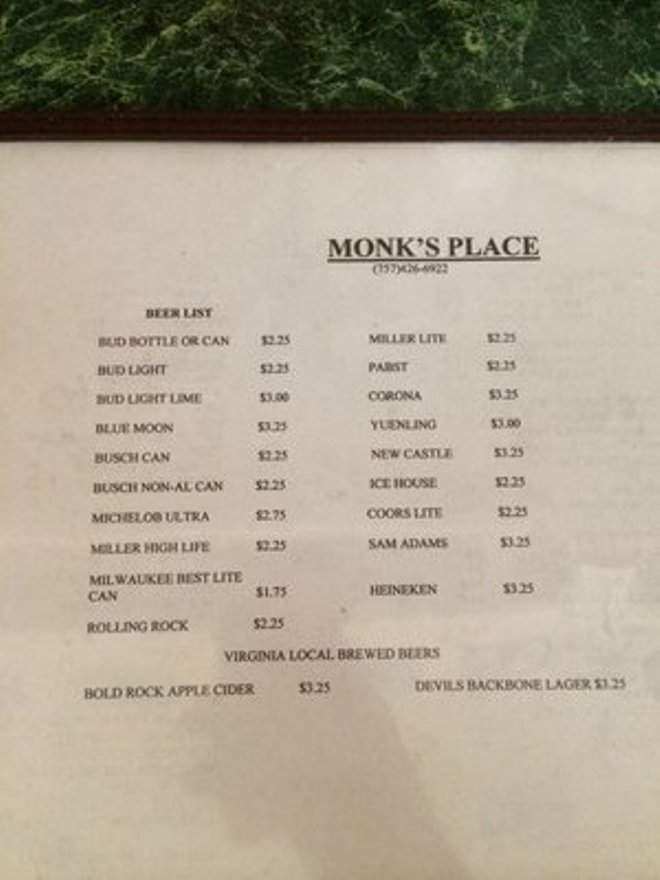 MONK'S PLACE
(757)426-6922
BEER LIST
BUD BOTTLE OR CAN $2.25 MILLER LITE $2.25
BUD LIGHT $2.25 PABST $2.25
BUD LIGHT LIME $3.00 CORONA $3.25
BLUE MOON $3.25 YUENLING $3.00
BUSCH CAN $2.25 NEW CASTLE $3.25
BUSCH NON-AL CAN $2.25 ICE HOUSE $2.25
MICHELOB ULTRA $2.75 COORS LITE $2.25
MILLER HIGH LIFE $2.25 SAM ADAMS $3.25
MILWAUKEE BEST LITE
CAN $1.75 HEINEKEN $3.25
ROLLING ROCK $2.25
VIRGINIA LOCAL BREWED BEERS
BOLD ROCK APPLE CIDER $3.25 DEVILS BACKBONE LAGER $3.25